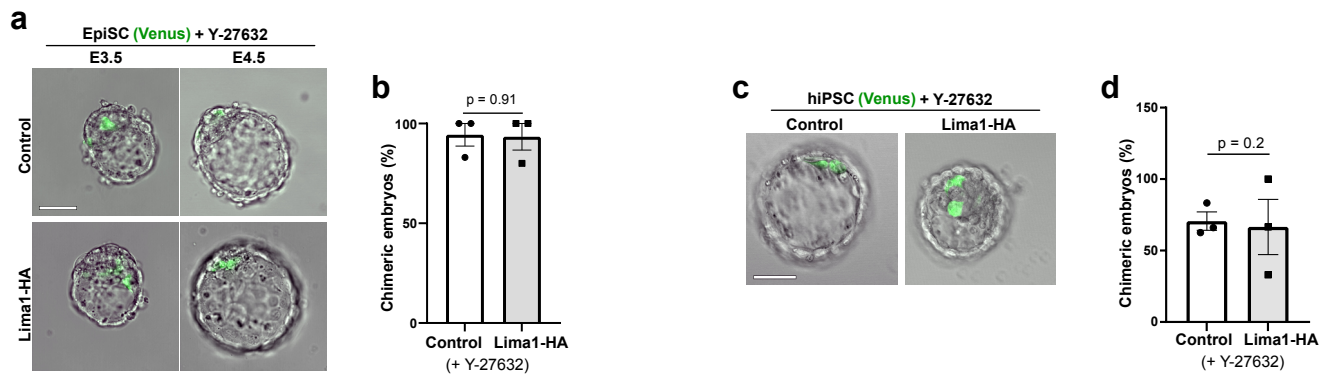 a
EpiSC (Venus) + Y-27632
E3.5 E4.5
Control
Lima1-HA
b
p = 0.91
Chimeric embryos (%)
100
50
0
Control Lima1-HA
(+ Y-27632)
c
hiPSC (Venus) + Y-27632
Control Lima1-HA
d
p = 0.2
Chimeric embryos (%)
150
100
50
0
Control Lima1-HA
(+ Y-27632)